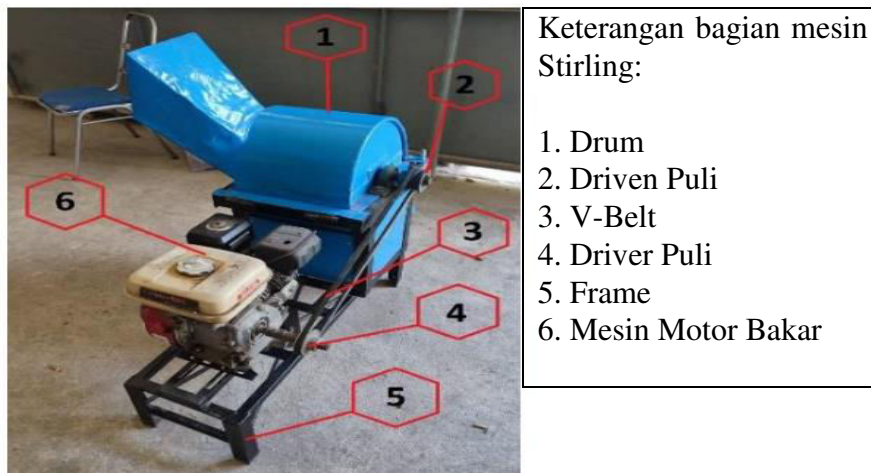 1
2
3
4
5
6
Keterangan bagian mesin
Stirling:
1. Drum
2. Driven Puli
3. V-Belt
4. Driver Puli
5. Frame
6. Mesin Motor Bakar